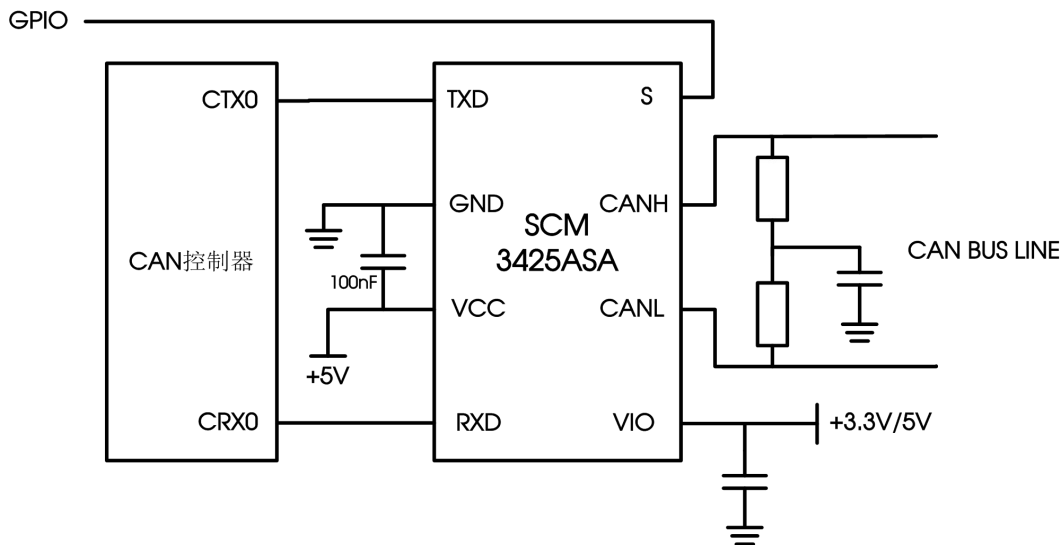 GPIO
CTX0
TXD
S
GND
CANH
SCM
3425ASA
CAN控制器
100nF
CAN BUS LINE
VCC
CANL
+5V
CRX0
RXD
VIO
+3.3V/5V